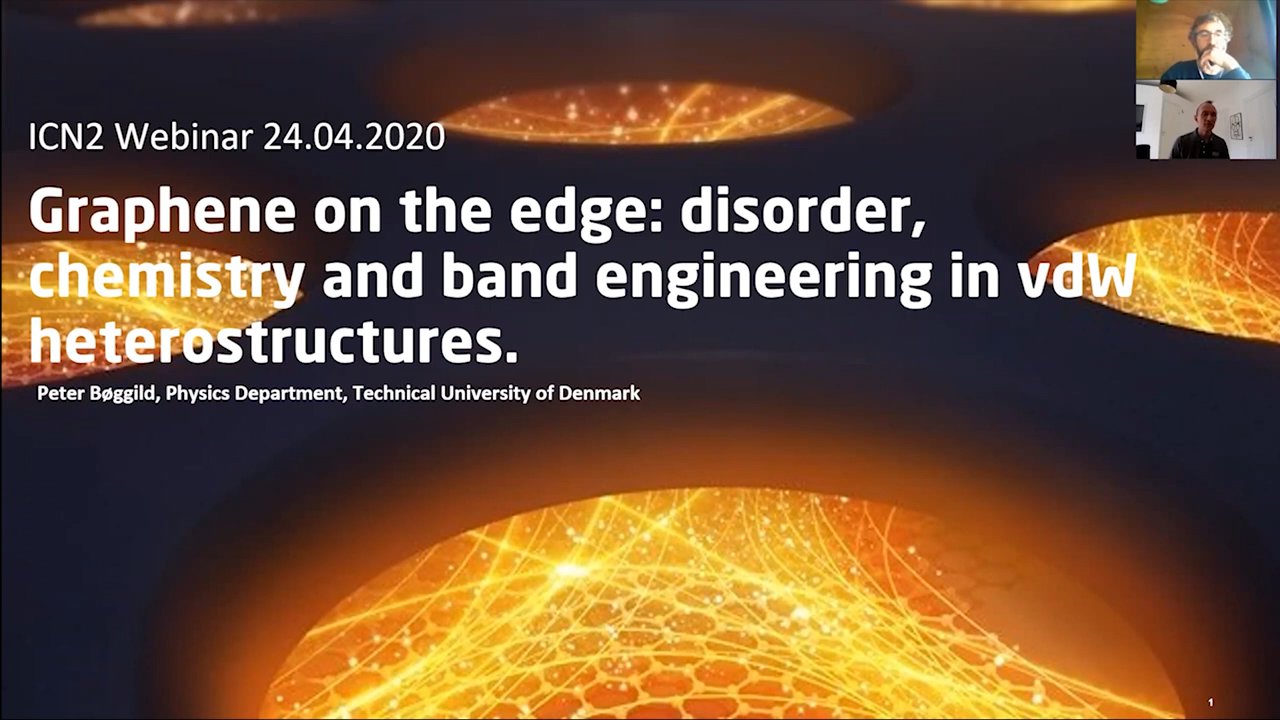 ICN2 Webinar 24.04.2020
Graphene on the edge: disorder,
chemistry and band engineering in vdW
heterostructures.
Peter Bøggild, Physics Department, Technical University of Denmark
1